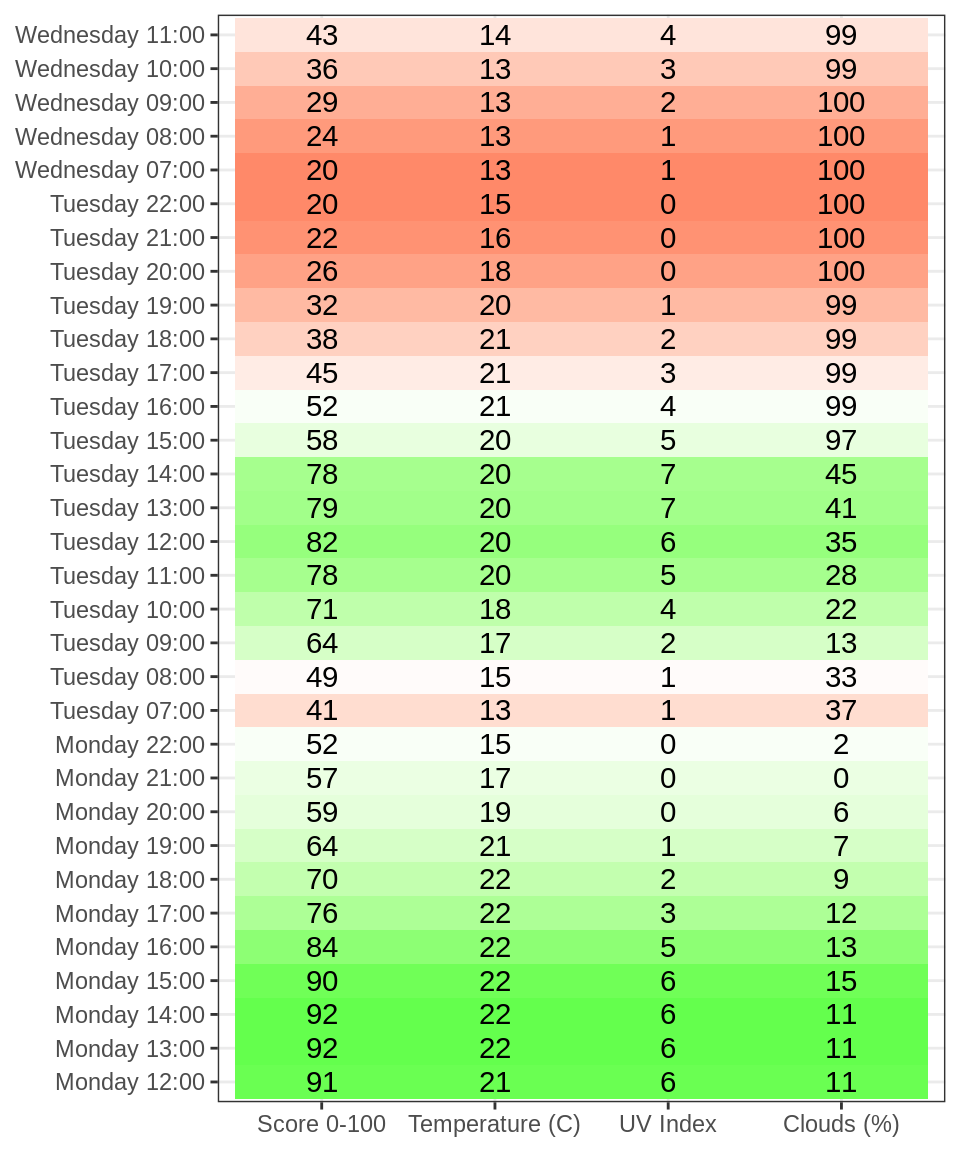 Wednesday 11:00 43 14 4 99
Wednesday 10:00 36 13 3 99
Wednesday 09:00 29 13 2 100
Wednesday 08:00 24 13 1 100
Wednesday 07:00 20 13 1 100
Tuesday 22:00 20 15 0 100
Tuesday 21:00 22 16 0 100
Tuesday 20:00 26 18 0 100
Tuesday 19:00 32 20 1 99
Tuesday 18:00 38 21 2 99
Tuesday 17:00 45 21 3 99
Tuesday 16:00 52 21 4 99
Tuesday 15:00 58 20 5 97
Tuesday 14:00 78 20 7 45
Tuesday 13:00 79 20 7 41
Tuesday 12:00 82 20 6 35
Tuesday 11:00 78 20 5 28
Tuesday 10:00 71 18 4 22
Tuesday 09:00 64 17 2 13
Tuesday 08:00 49 15 1 33
Tuesday 07:00 41 13 1 37
Monday 22:00 52 15 0 2
Monday 21:00 57 17 0 0
Monday 20:00 59 19 0 6
Monday 19:00 64 21 1 7
Monday 18:00 70 22 2 9
Monday 17:00 76 22 3 12
Monday 16:00 84 22 5 13
Monday 15:00 90 22 6 15
Monday 14:00 92 22 6 11
Monday 13:00 92 22 6 11
Monday 12:00 91 21 6 11
Score 0-100 Temperature (C) UV Index Clouds (%)